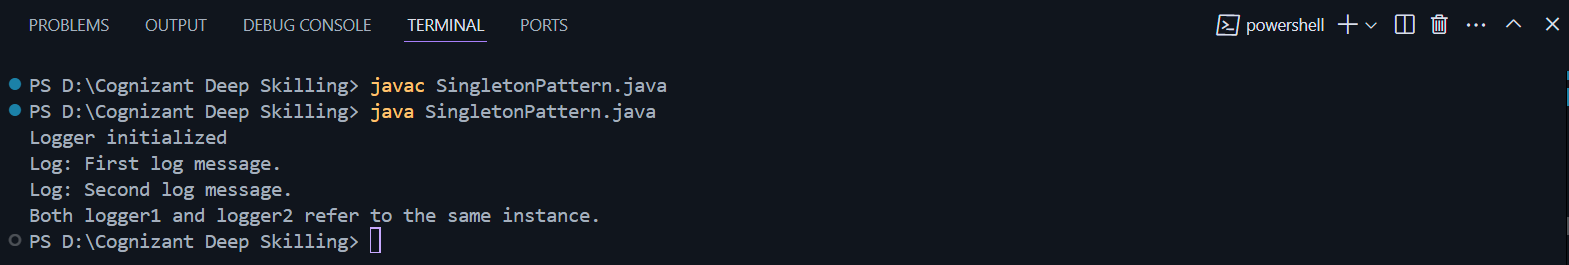 PROBLEMS OUTPUT DEBUG CONSOLE TERMINAL PORTS powershell
PS D:\Cognizant Deep Skilling> javac SingletonPattern.java
PS D:\Cognizant Deep Skilling> java SingletonPattern.java
Logger initialized
Log: First log message.
Log: Second log message.
Both logger1 and logger2 refer to the same instance.
PS D:\Cognizant Deep Skilling>